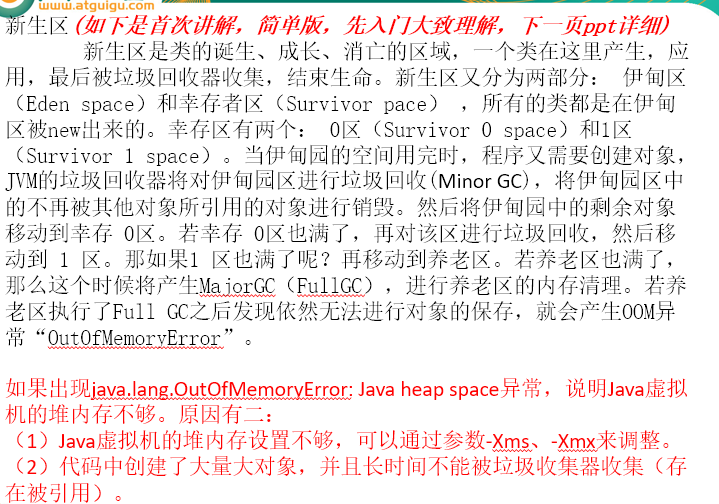 www.atguigu.com
新生区(如下是首次讲解，简单版，先入门大致理解，下一页ppt详细)
新生区是类的诞生、成长、消亡的区域，一个类在这里产生，应
用，最后被垃圾回收器收集，结束生命。新生区又分为两部分： 伊甸区
（Eden space）和幸存者区（Survivor pace） ，所有的类都是在伊甸
区被new出来的。幸存区有两个： 0区（Survivor 0 space）和1区
（Survivor 1 space）。当伊甸园的空间用完时，程序又需要创建对象，
JVM的垃圾回收器将对伊甸园区进行垃圾回收(Minor GC)，将伊甸园区中
的不再被其他对象所引用的对象进行销毁。然后将伊甸园中的剩余对象
移动到幸存 0区。若幸存 0区也满了，再对该区进行垃圾回收，然后移
动到 1 区。那如果1 区也满了呢？再移动到养老区。若养老区也满了，
那么这个时候将产生MajorGC（FullGC），进行养老区的内存清理。若养
老区执行了Full GC之后发现依然无法进行对象的保存，就会产生OOM异
常“OutOfMemoryError”。
如果出现java.lang.OutOfMemoryError: Java heap space异常，说明Java虚拟
机的堆内存不够。原因有二：
（1）Java虚拟机的堆内存设置不够，可以通过参数-Xms、-Xmx来调整。
（2）代码中创建了大量大对象，并且长时间不能被垃圾收集器收集（存
在被引用）。